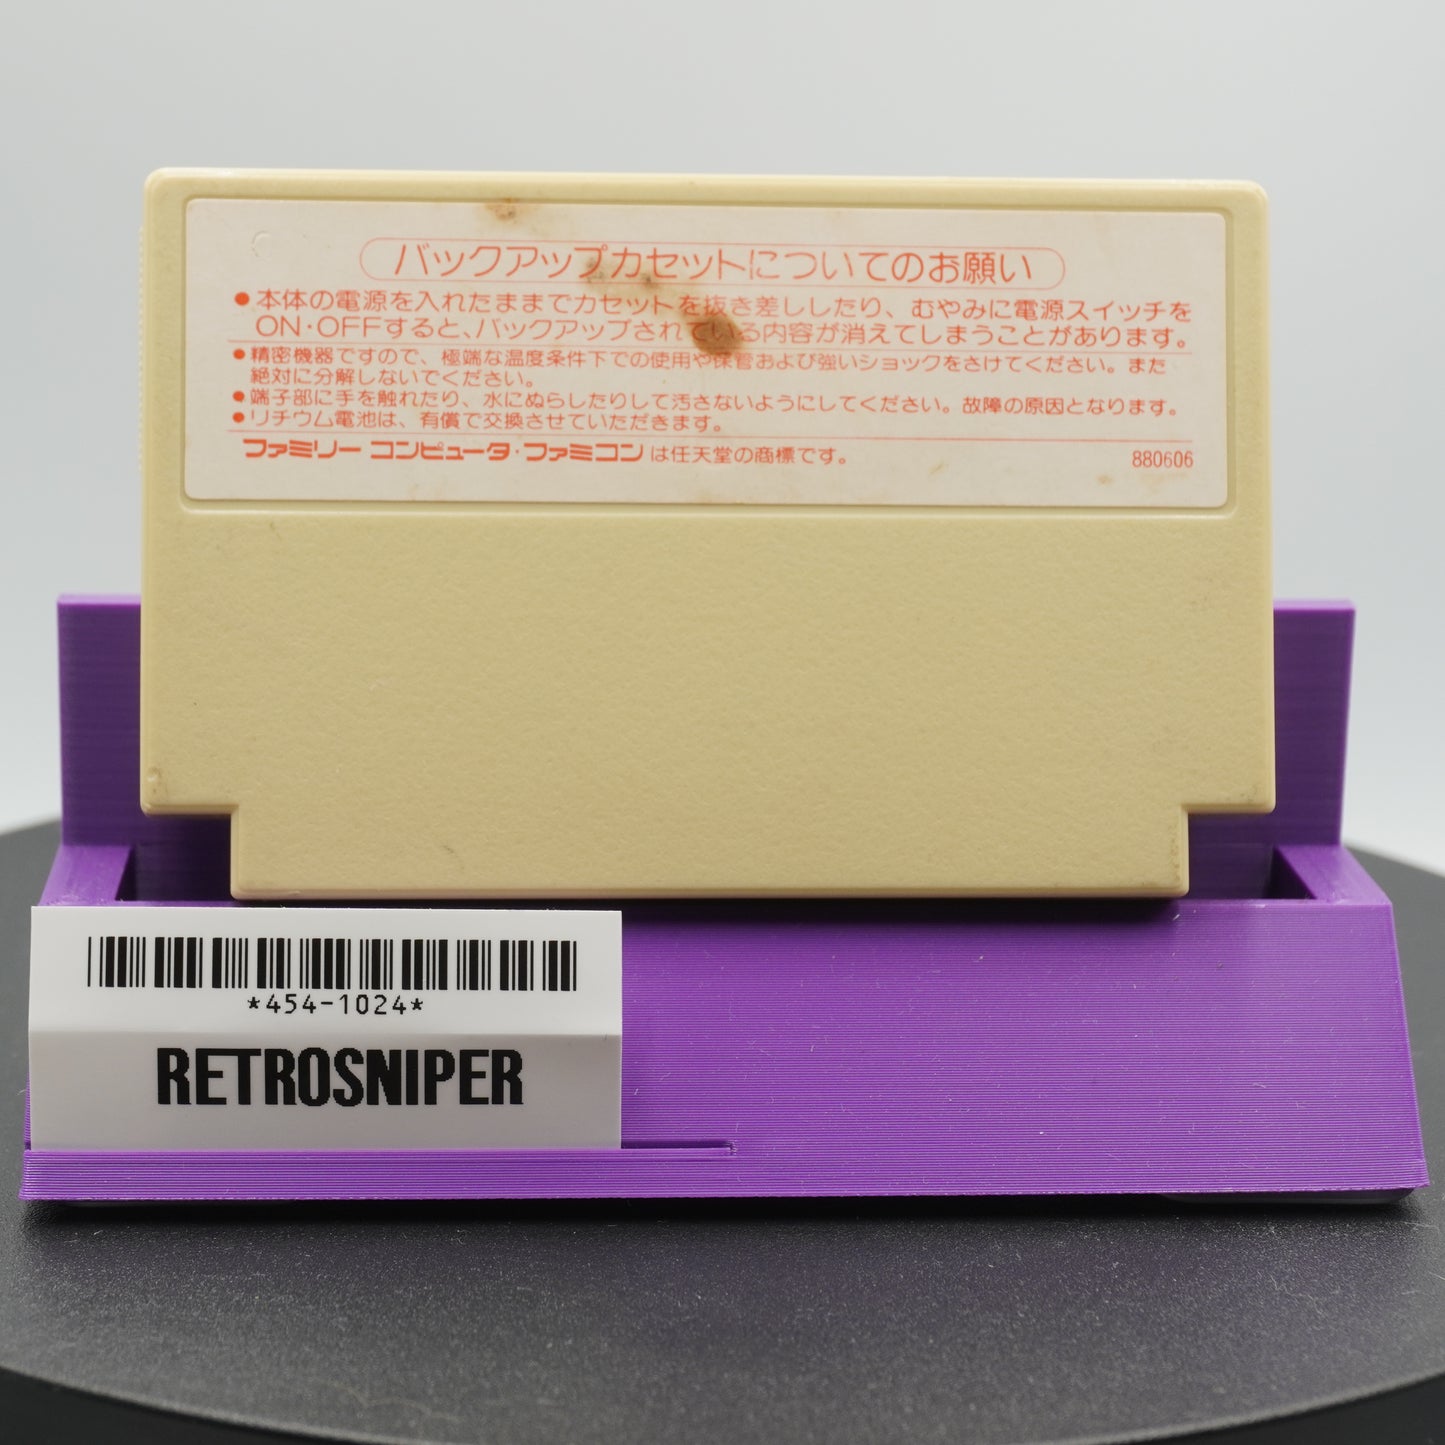 バックアップカセットについてのお願い
●本体の電源を入れたままでカセットを抜き差ししたり、むやみに電源スイッチを
ON・OFFすると、バックアップされている内容が消えてしまうことがあります。
●精密機器ですので、極端な温度条件下での使用や保管および強いショックをさけてください。また
絶対に分解しないでください。
●端子部に手を触れたり、水にぬらしたりして汚さないようにしてください。故障の原因となります。
●リチウム電池は、有償で交換させていただきます。
ファミリー コンピュータ・ファミコンは任天堂の商標です。 880606
*454-1024*
RETROSNIPER